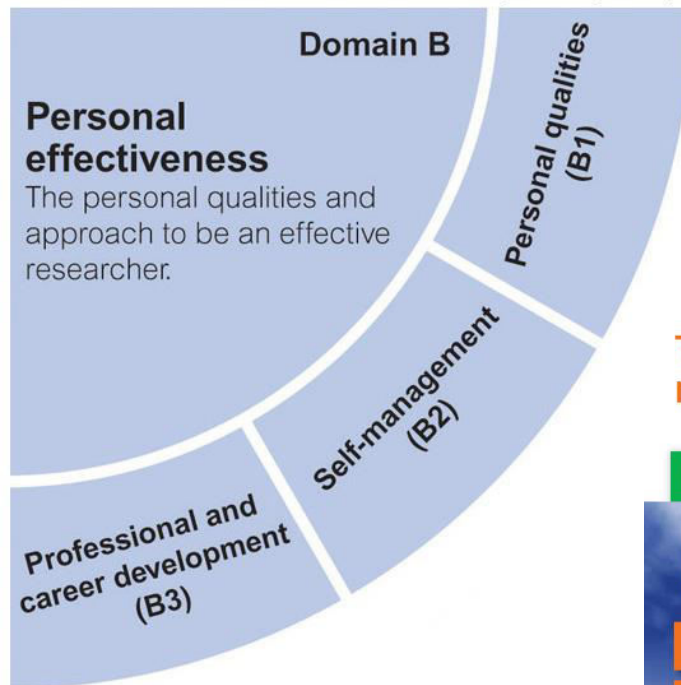 Domain B
Personal
effectiveness
The personal qualities and
approach to be an effective
researcher.
Personal qualities
(B1)
Self-management
(B2)
Professional and
career development
(B3)